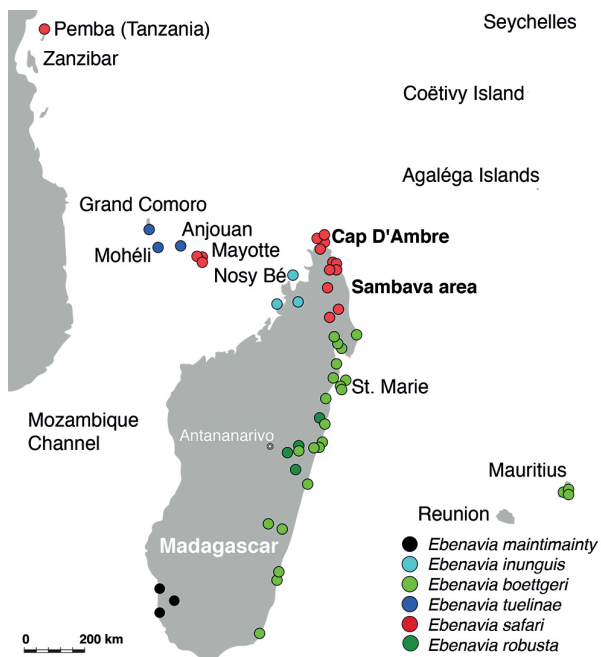 Pemba (Tanzania)
Seychelles
Zanzibar
Coëtivy Island
Agaléga Islands
Grand Comoro
Anjouan
Cap D'Ambre
Mohéli
Mayotte
Nosy Bé
Sambava area
St. Marie
Mozambique
Channel
Antananarivo
Mauritius
Reunion
Madagascar
Ebenavia maintimainty
Ebenavia inunguis
Ebenavia boettgeri
Ebenavia tuelinae
Ebenavia safari
Ebenavia robusta
0 200 km